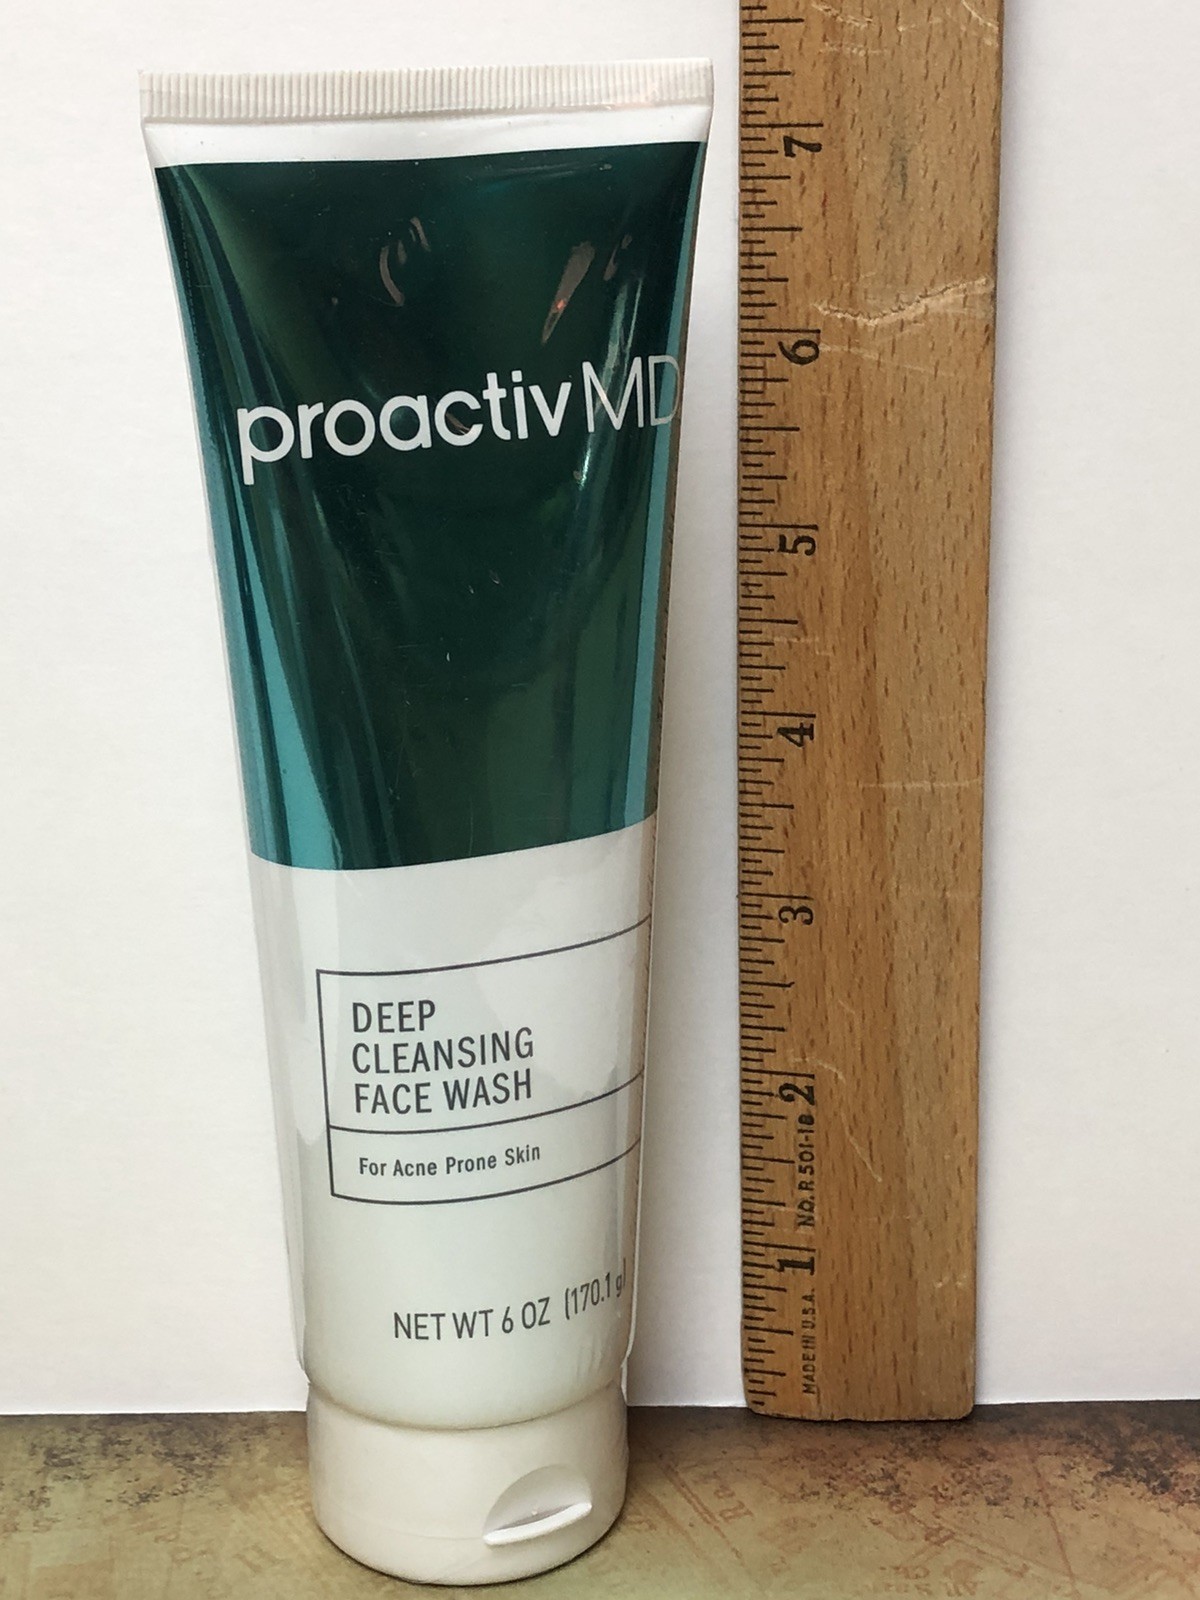 proactiv MD
DEEP
CLEANSING
FACE WASH
For Acne Prone Skin
NET WT 6 OZ (170.1 g)
7
6
5
4
3
2
1
NO. R501-18
MADE IN U.S.A.